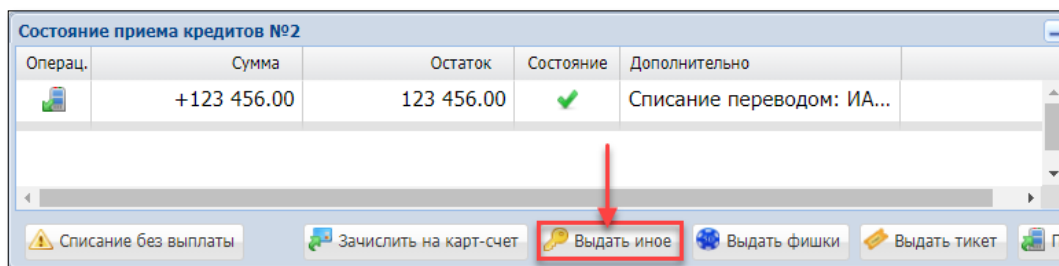 Состояние приема кредитов №2
Операц. Сумма Остаток Состояние Дополнительно
+123 456.00 123 456.00 Списание переводом: ИА...
Списание без выплаты Зачислить на карт-счет Выдать иное Выдать фишки Выдать тикет